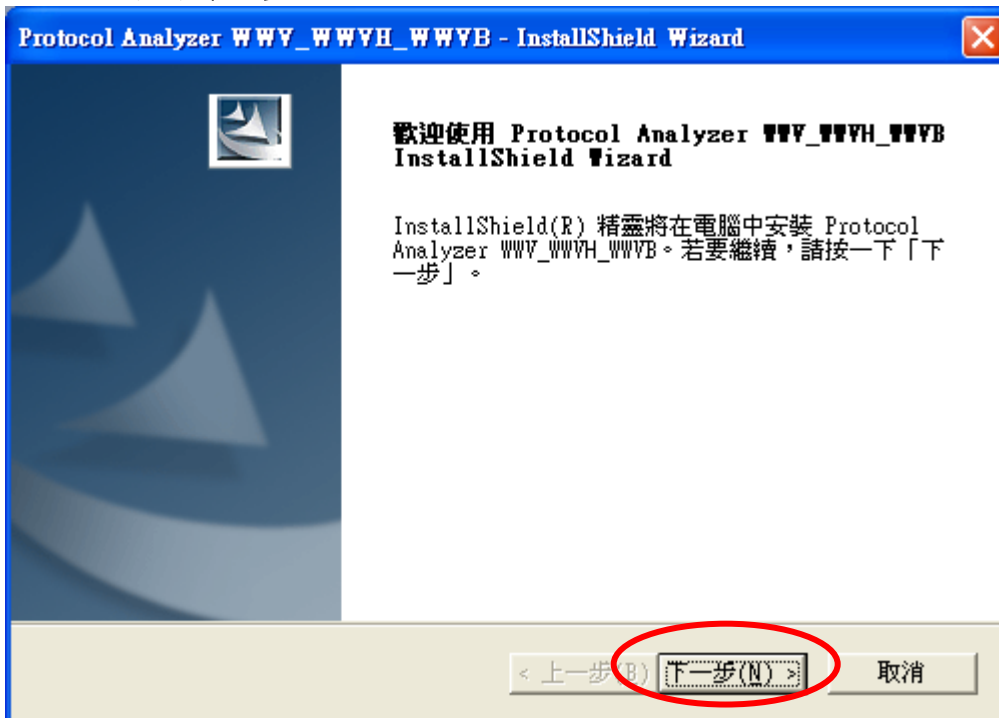 Protocol Analyzer WWV_WWVH_WWVB - InstallShield Wizard
歡迎使用 Protocol Analyzer WWV_WWVH_WWVB
InstallShield Wizard
InstallShield(R) 精靈將在電腦中安裝 Protocol
Analyzer WWV_WWVH_WWVB。若要繼續，請按一下「下
一步」。
< 上一步(B) 下一步(N) > 取消